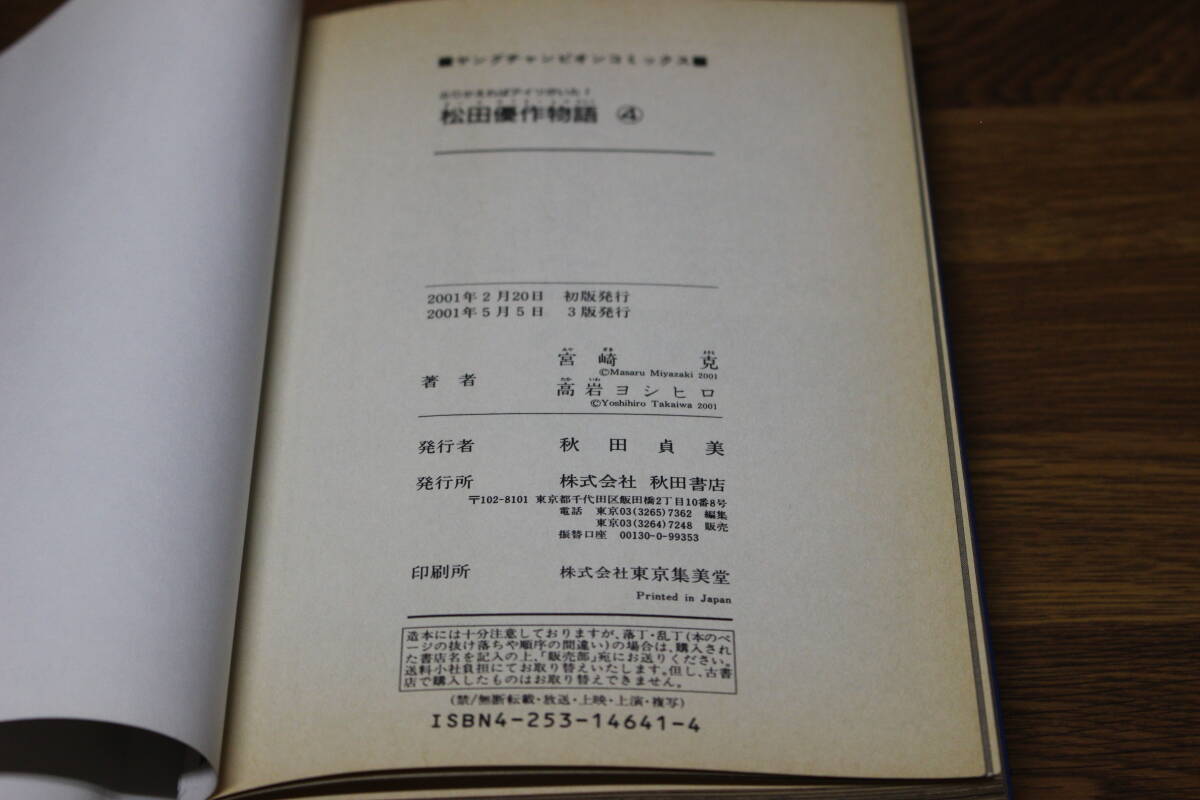 ■ヤングチャンピオンコミックス■
ふりかえればアイツがいた!
松田優作物語 ④
2001年2月20日 初版発行
2001年5月5日 3版発行
著者
宮崎 克
©Masaru Miyazaki 2001
高岩ヨシヒロ
©Yoshihiro Takaiwa 2001
発行者 秋田貞美
発行所 株式会社 秋田書店
〒102-8101 東京都千代田区飯田橋2丁目10番8号
電話 東京03(3265)7362 編集
東京03(3264)7248 販売
振替口座 00130-0-99353
印刷所 株式会社東京集美堂
Printed in Japan
造本には十分注意しておりますが、落丁・乱丁(本のペ
ージの抜け落ちや順序の間違い)の場合は、購入され
た書店名を記入の上、「販売部」宛にお送りください。
送料小社負担にてお取り替えいたします。但し、古書
店で購入したものはお取り替えできません。
(禁/無断転載・放送・上映・上演・複写)
ISBN4-253-14641-4